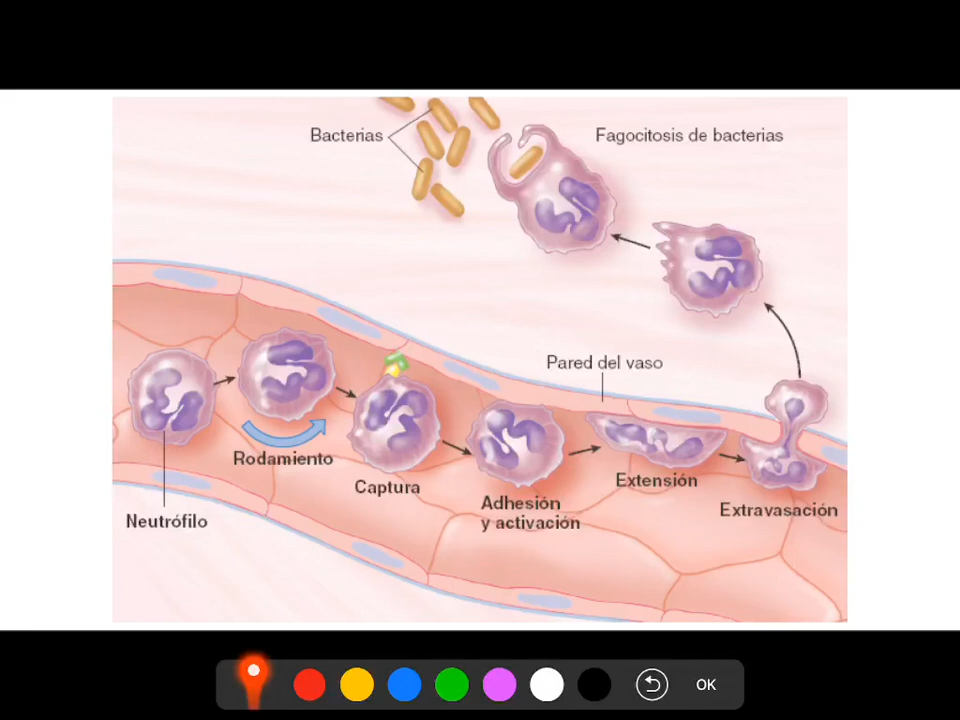 Bacterias
Fagocitosis de bacterias
Pared del vaso
Rodamiento
Captura
Extensión
Adhesión
y activación
Extravasación
Neutrófilo
OK